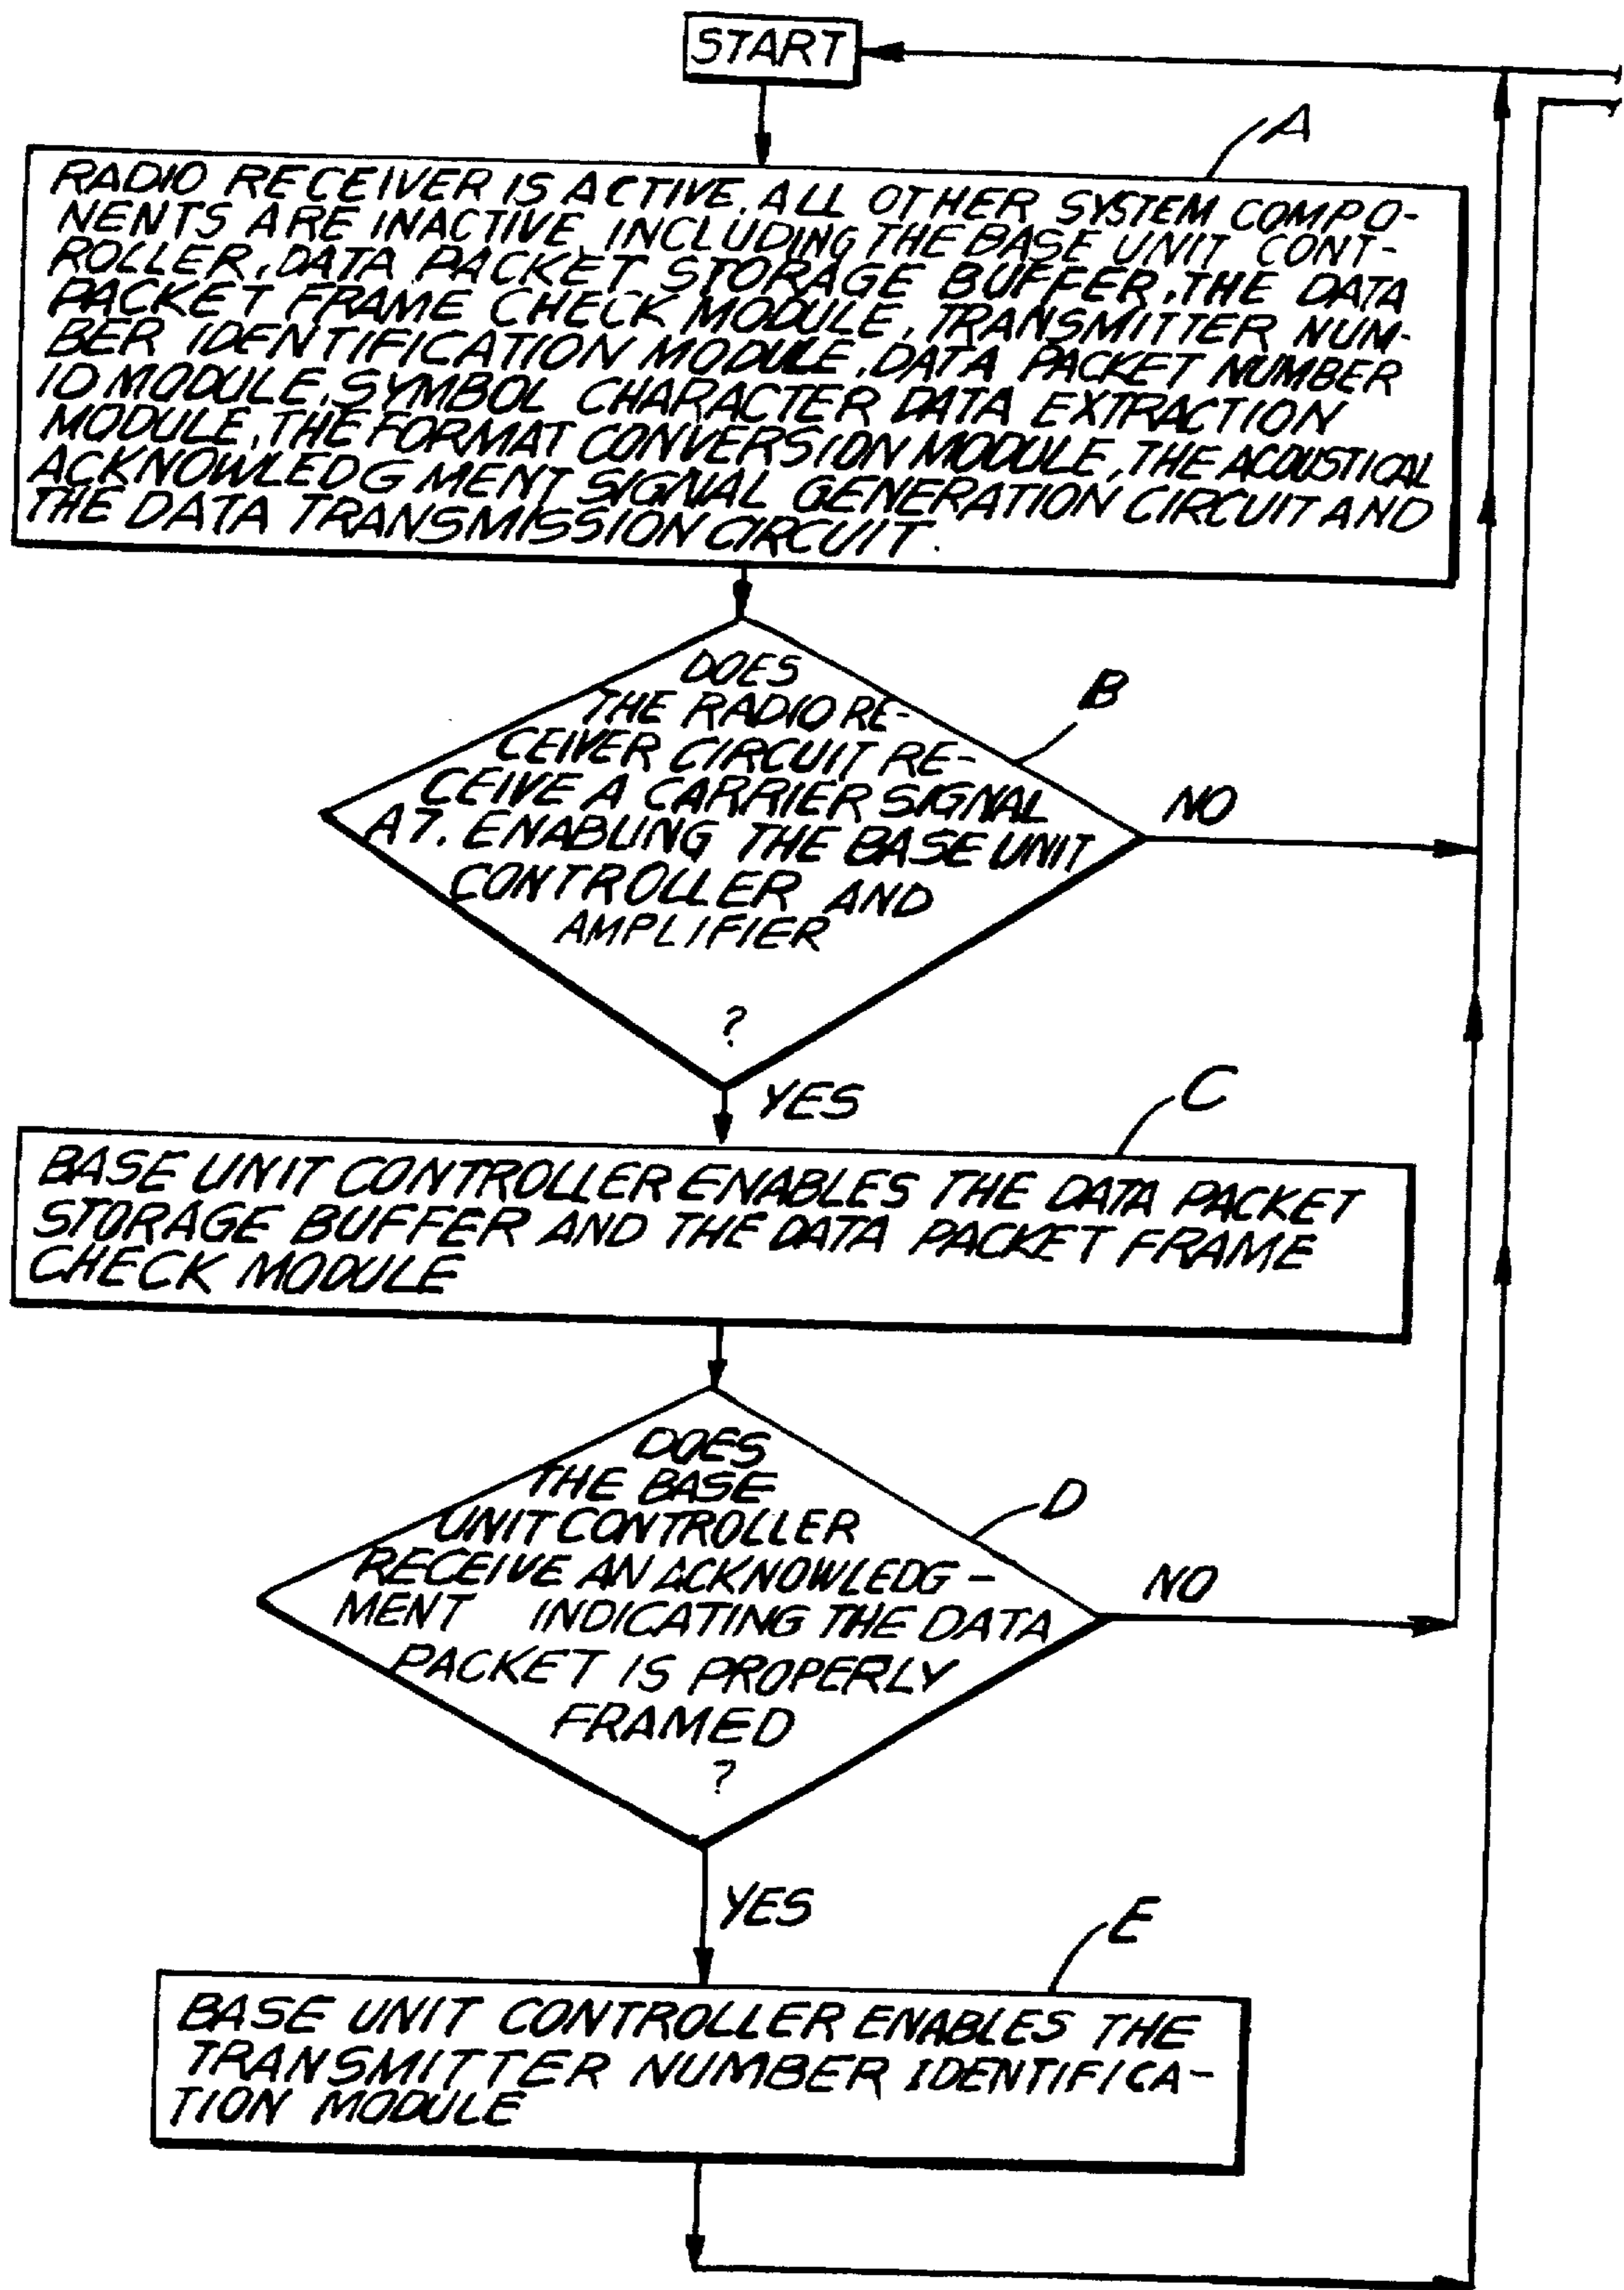 START
A
RADIO RECEIVER IS ACTIVE. ALL OTHER SYSTEM COMPO-
NENTS ARE INACTIVE, INCLUDING THE BASE UNIT CONT-
ROLLER, DATA PACKET STORAGE BUFFER, THE DATA
PACKET FRAME CHECK MODULE, TRANSMITTER NUM-
BER IDENTIFICATION MODULE, DATA PACKET NUMBER
ID MODULE, SYMBOL CHARACTER DATA EXTRACTION
MODULE, THE FORMAT CONVERSION MODULE, THE ACOUSTICAL
ACKNOWLEDGMENT SIGNAL GENERATION CIRCUIT AND
THE DATA TRANSMISSION CIRCUIT.
B
DOES
THE RADIO RE-
CEIVER CIRCUIT RE-
CEIVE A CARRIER SIGNAL
AT. ENABLING THE BASE UNIT
CONTROLLER AND
AMPLIFIER
?
NO
YES
C
BASE UNIT CONTROLLER ENABLES THE DATA PACKET
STORAGE BUFFER AND THE DATA PACKET FRAME
CHECK MODULE
D
DOES
THE BASE
UNIT CONTROLLER
RECEIVE AN ACKNOWLEDG-
MENT INDICATING THE DATA
PACKET IS PROPERLY
FRAMED
?
NO
YES
E
BASE UNIT CONTROLLER ENABLES THE
TRANSMITTER NUMBER IDENTIFICA-
TION MODULE